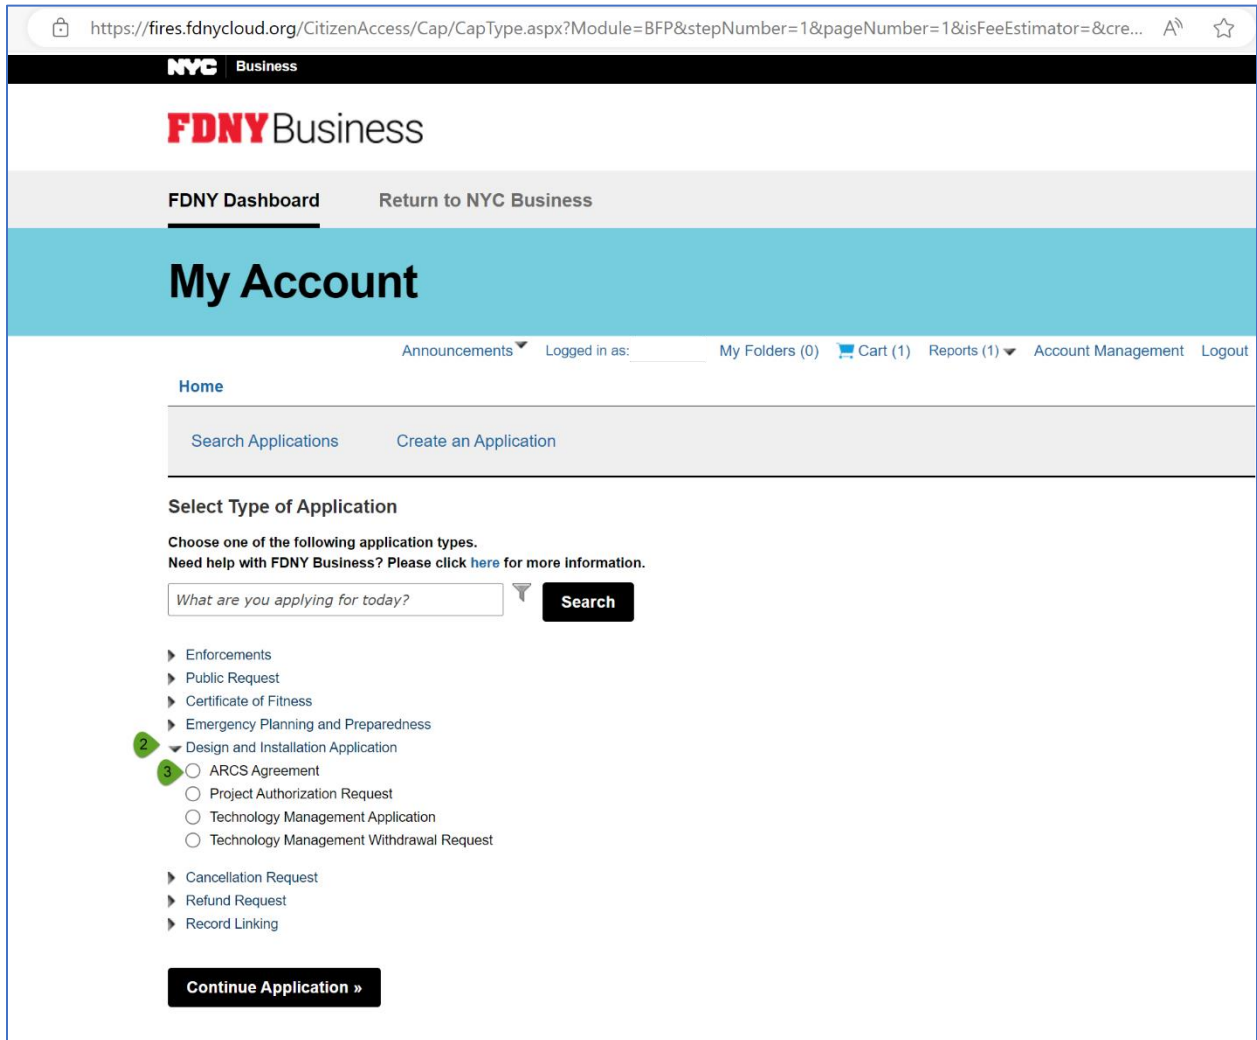 https://fires.fdnycloud.org/CitizenAccess/Cap/CapType.aspx?Module=BFP&stepNumber=1&pageNumber=1&isFeeEstimator=&cre... A
NYC Business
FDNY Business
FDNY Dashboard Return to NYC Business
My Account
Announcements Logged in as: My Folders (0) Cart (1) Reports (1) Account Management Logout
Home
Search Applications Create an Application
Select Type of Application
Choose one of the following application types.
Need help with FDNY Business? Please click here for more information.
What are you applying for today? Search
Enforcements
Public Request
Certificate of Fitness
Emergency Planning and Preparedness
2 Design and Installation Application
3 ARCS Agreement
Project Authorization Request
Technology Management Application
Technology Management Withdrawal Request
Cancellation Request
Refund Request
Record Linking
Continue Application »